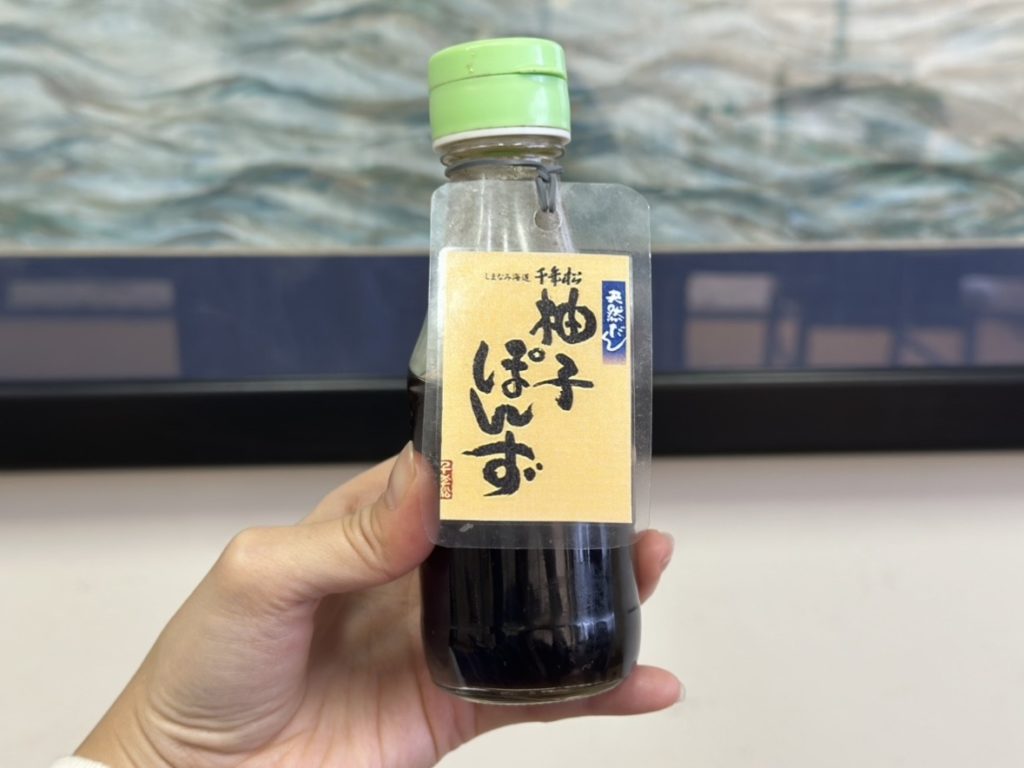 しまなみ海道 千年松
天然だし
柚子
ぽんず